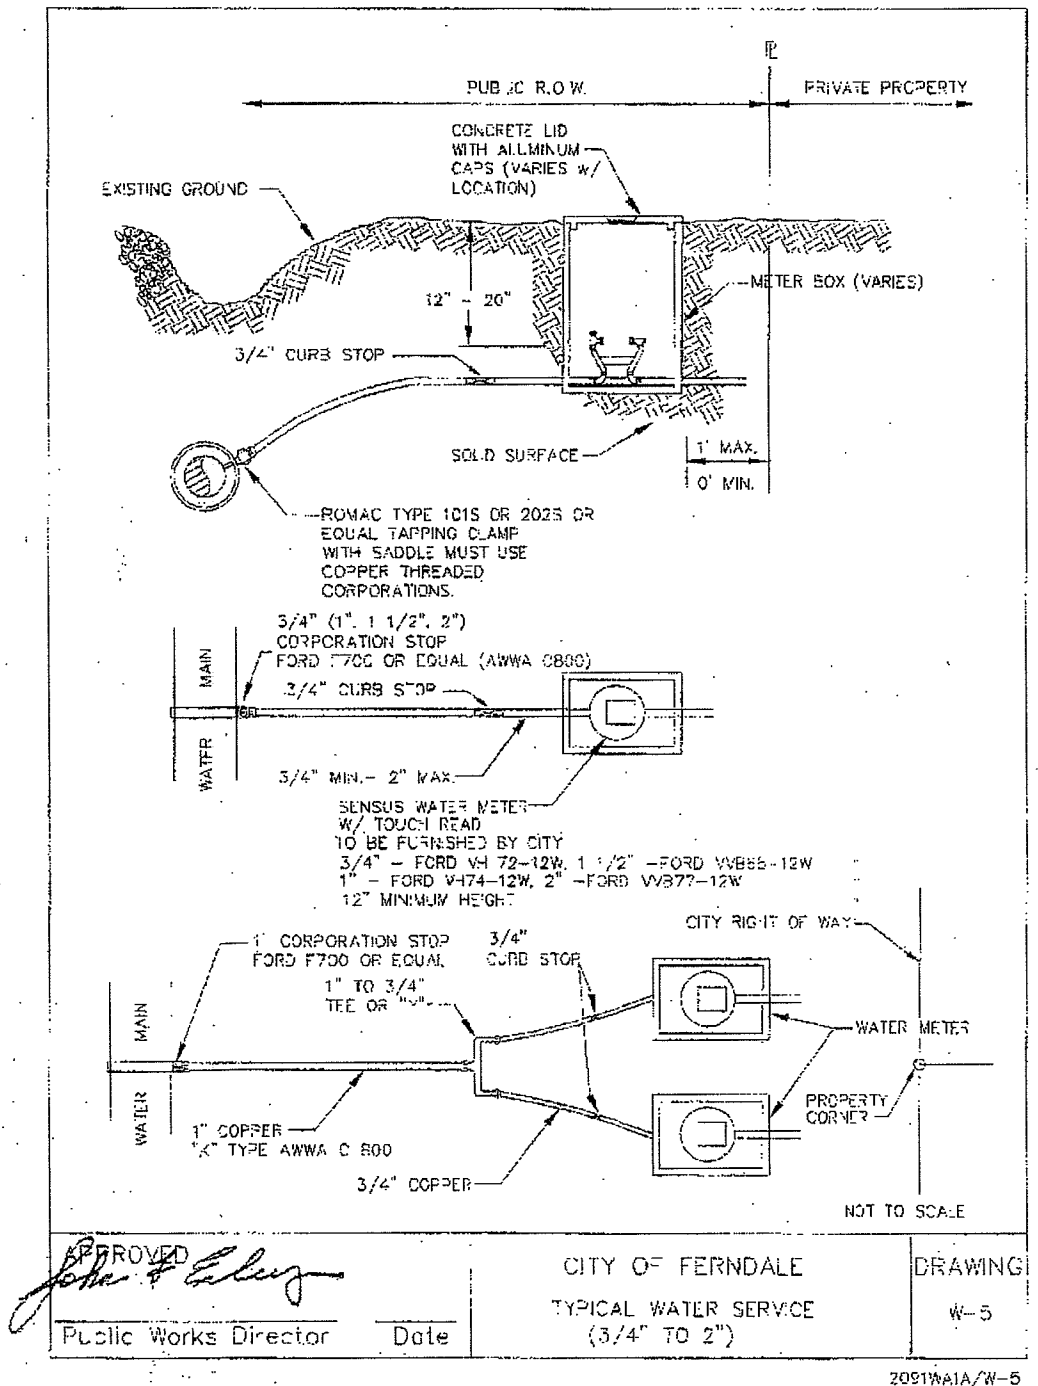 PUBLIC R.O.W.
PRIVATE PROPERTY
CONCRETE LID
WITH ALUMINUM
CAPS (VARIES w/
LOCATION)
EXISTING GROUND
METER BOX (VARIES)
12" - 20"
3/4" CURB STOP
SOLID SURFACE
1' MAX.
0' MIN.
ROMAC TYPE 101S OR 202S OR
EQUAL TAPPING CLAMP
WITH SADDLE MUST USE
COPPER THREADED
CORPORATIONS.
3/4" (1", 1 1/2", 2")
CORPORATION STOP
FORD F700 OR EQUAL (AWWA C800)
3/4" CURB STOP
WATER MAIN
3/4" MIN.- 2" MAX.
SENSUS WATER METER
W/ TOUCH READ
TO BE FURNISHED BY CITY
3/4" - FORD VH 72-12W, 1 1/2" -FORD
1" - FORD VH74-12W, 2" -FORD VVB77-12W
12" MINIMUM HEIGHT
CITY RIGHT OF WAY
1" CORPORATION STOP
FORD F700 OR EQUAL
3/4"
CURB STOP
1" TO 3/4"
TEE OR "Y"
WATER MAIN
WATER METER
PROPERTY
CORNER
1" COPPER
"K" TYPE AWWA C 800
3/4" COPPER
NOT TO SCALE
APPROVED
Public Works Director
Date
CITY OF FERNDALE
TYPICAL WATER SERVICE
(3/4" TO 2")
DRAWING
W-5
2091WA1A/W-5